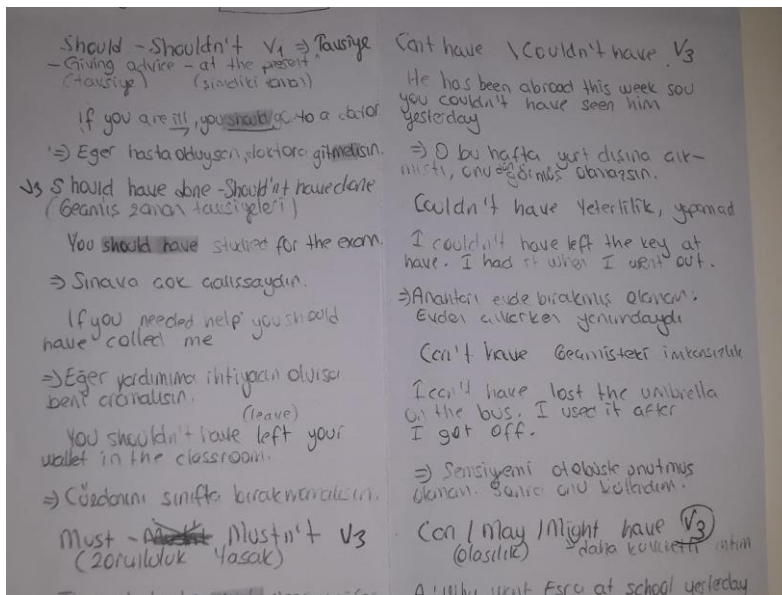 Should - Shouldn't V1 ⇒ Tavsiye
- Giving advice - at the present
(tavsiye) (şimdiki zaman)
If you are ill, you should go to a doctor
⇒ Eğer hasta olduysan, doktora gitmelisin.
V3 Should have done - Should'nt have done
(Geçmiş zaman tavsiyeleri)
You should have studied for the exam.
⇒ Sınava çok çalışsaydın.
If you needed help you should
have called me
⇒ Eğer yardımıma ihtiyacın
beni
(leave)
You shouldn't have left your
wallet in the classroom.
⇒ Cüzdanını sınıfta bırakmamalısın.
Must - Mustn't V3
(zorunluluk Yasak)
Can't have \ Couldn't have V3
He has been abroad this week
you couldn't have seen him
yesterday
⇒ O bu hafta yurt dışına çık-
mıştı, onu olamazsın.
Couldn't have Yeterlilik,
I couldn't have left the key at
have. I had it when I went out.
⇒ Anahtarı evde bırakmış olamam.
Evden çıkarken yanımdaydı
Can't have Geçmişteki imkansızlık
I can't have lost the umbrella
on the bus. I used it after
I got off.
⇒ Şemsiyemi otobüste unutmuş
olamam. Sonra onu kullandım.
Can / May / Might have V3
(olasılık) daha kuvvetli
Esra at school yesterday